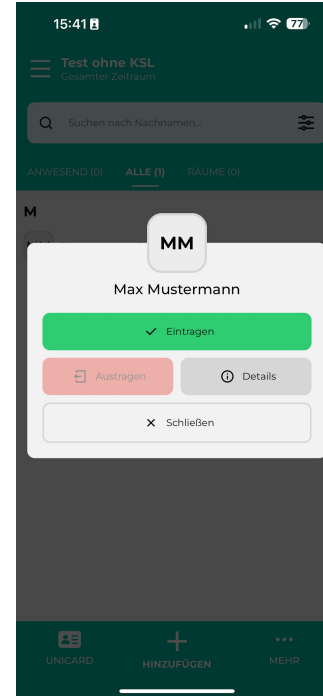 15:41
77
Test ohne KSL
Gesamter Zeitraum
Suchen nach Nachnamen...
ANWESEND (0) ALLE (1) RÄUME (0)
M
MM
Max Mustermann
Eintragen
Austragen Details
Schließen
UNICARD HINZUFÜGEN MEHR